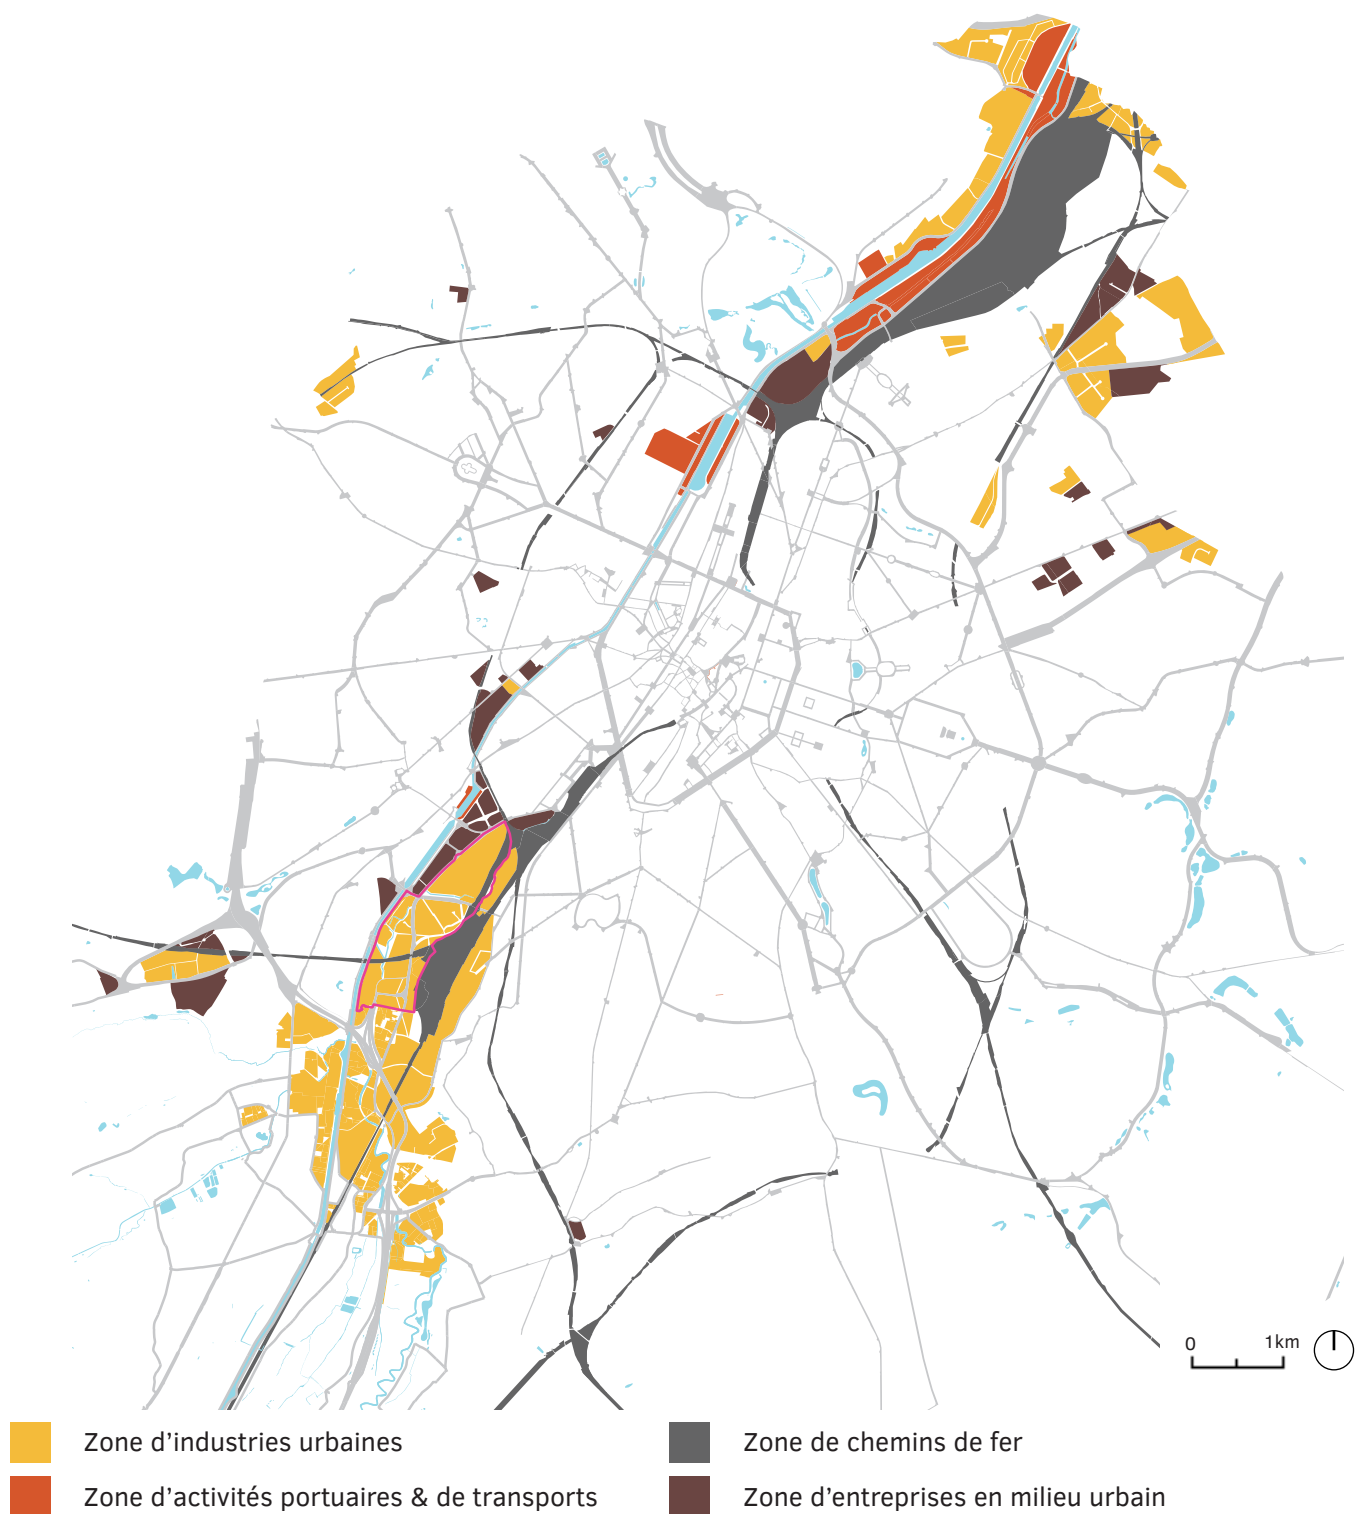 0 1km
Zone d'industries urbaines
Zone de chemins de fer
Zone d'activités portuaires & de transports
Zone d'entreprises en milieu urbain